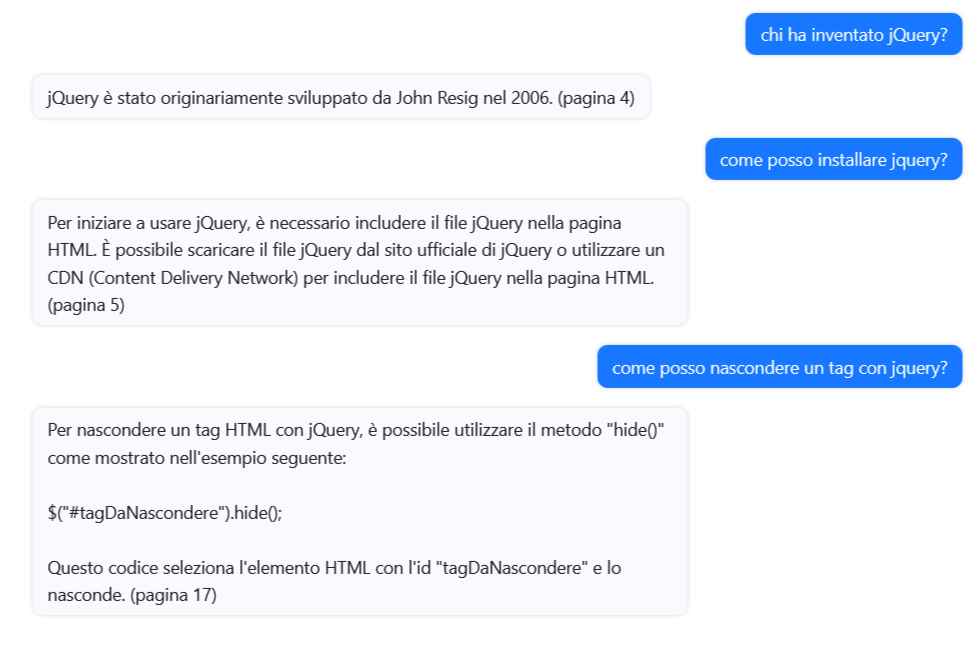 chi ha inventato jQuery?
jQuery è stato originariamente sviluppato da John Resig nel 2006. (pagina 4)
come posso installare jquery?
Per iniziare a usare jQuery, è necessario includere il file jQuery nella pagina
HTML. È possibile scaricare il file jQuery dal sito ufficiale di jQuery o utilizzare un
CDN (Content Delivery Network) per includere il file jQuery nella pagina HTML.
(pagina 5)
come posso nascondere un tag con jquery?
Per nascondere un tag HTML con jQuery, è possibile utilizzare il metodo "hide()"
come mostrato nell'esempio seguente:
$("#tagDaNascondere").hide();
Questo codice seleziona l'elemento HTML con l'id "tagDaNascondere" e lo
nasconde. (pagina 17)